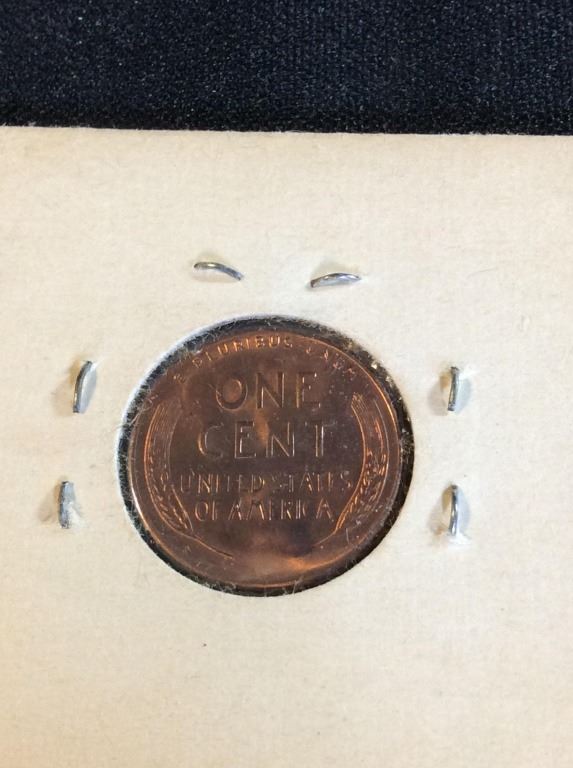 E PLURIBUS UNUM
ONE
CENT
UNITED STATES
OF AMERICA